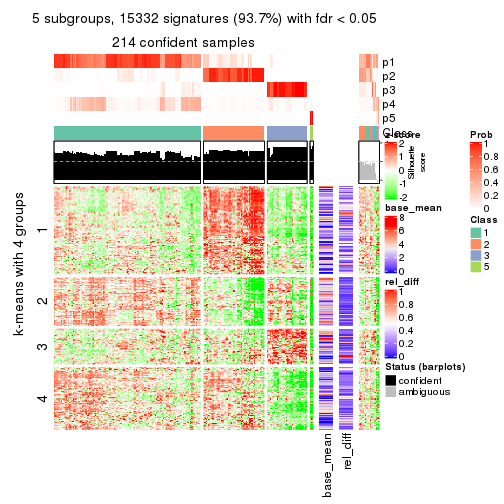 5 subgroups, 15332 signatures (93.7%) with fdr < 0.05
214 confident samples
p1
p2
p3
p4
p5
Class
z-score
2
1
0
-1
-2
Silhouette
score
Prob
1
0.8
0.6
0.4
0.2
0
Class
1
2
3
5
base_mean
8
6
4
2
0
rel_diff
1
0.8
0.6
0.4
0.2
0
Status (barplots)
confident
ambiguous
k-means with 4 groups
1
2
3
4
base_mean
rel_diff